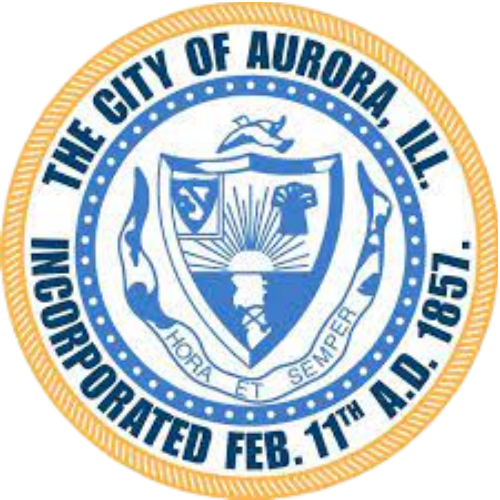 THE CITY OF AURORA, ILL.
INCORPORATED FEB. 11TH A.D. 1857.
HORA ET SEMPER